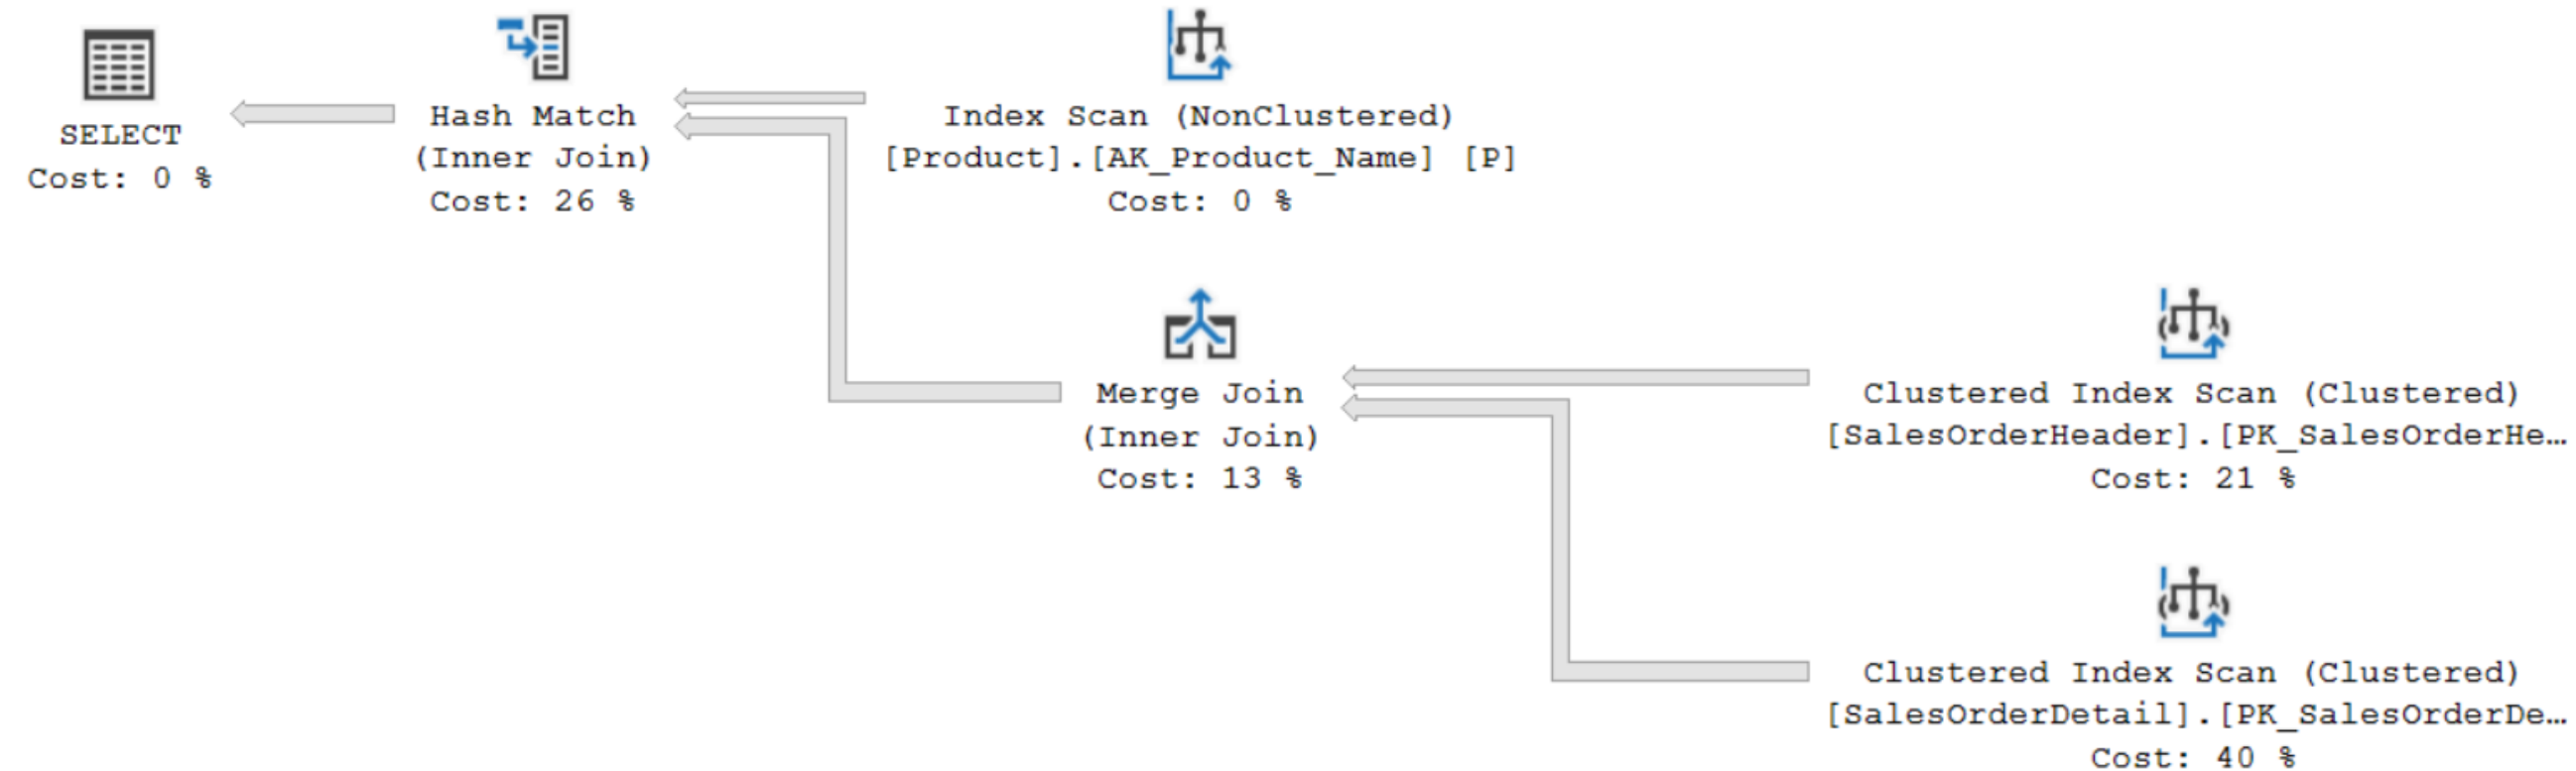 SELECT
Cost: 0 %
Hash Match
(Inner Join)
Cost: 26 %
Index Scan (NonClustered)
[Product].[AK_Product_Name] [P]
Cost: 0 %
Merge Join
(Inner Join)
Cost: 13 %
Clustered Index Scan (Clustered)
[SalesOrderHeader].[PK_SalesOrderHe…
Cost: 21 %
Clustered Index Scan (Clustered)
[SalesOrderDetail].[PK_SalesOrderDe…
Cost: 40 %